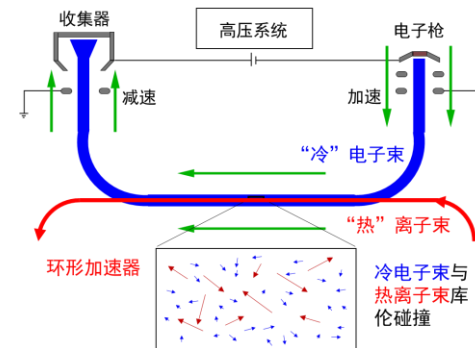 收集器
高压系统
电子枪
减速
加速
“冷”电子束
“热”离子束
环形加速器
冷电子束与
热离子束库
伦碰撞